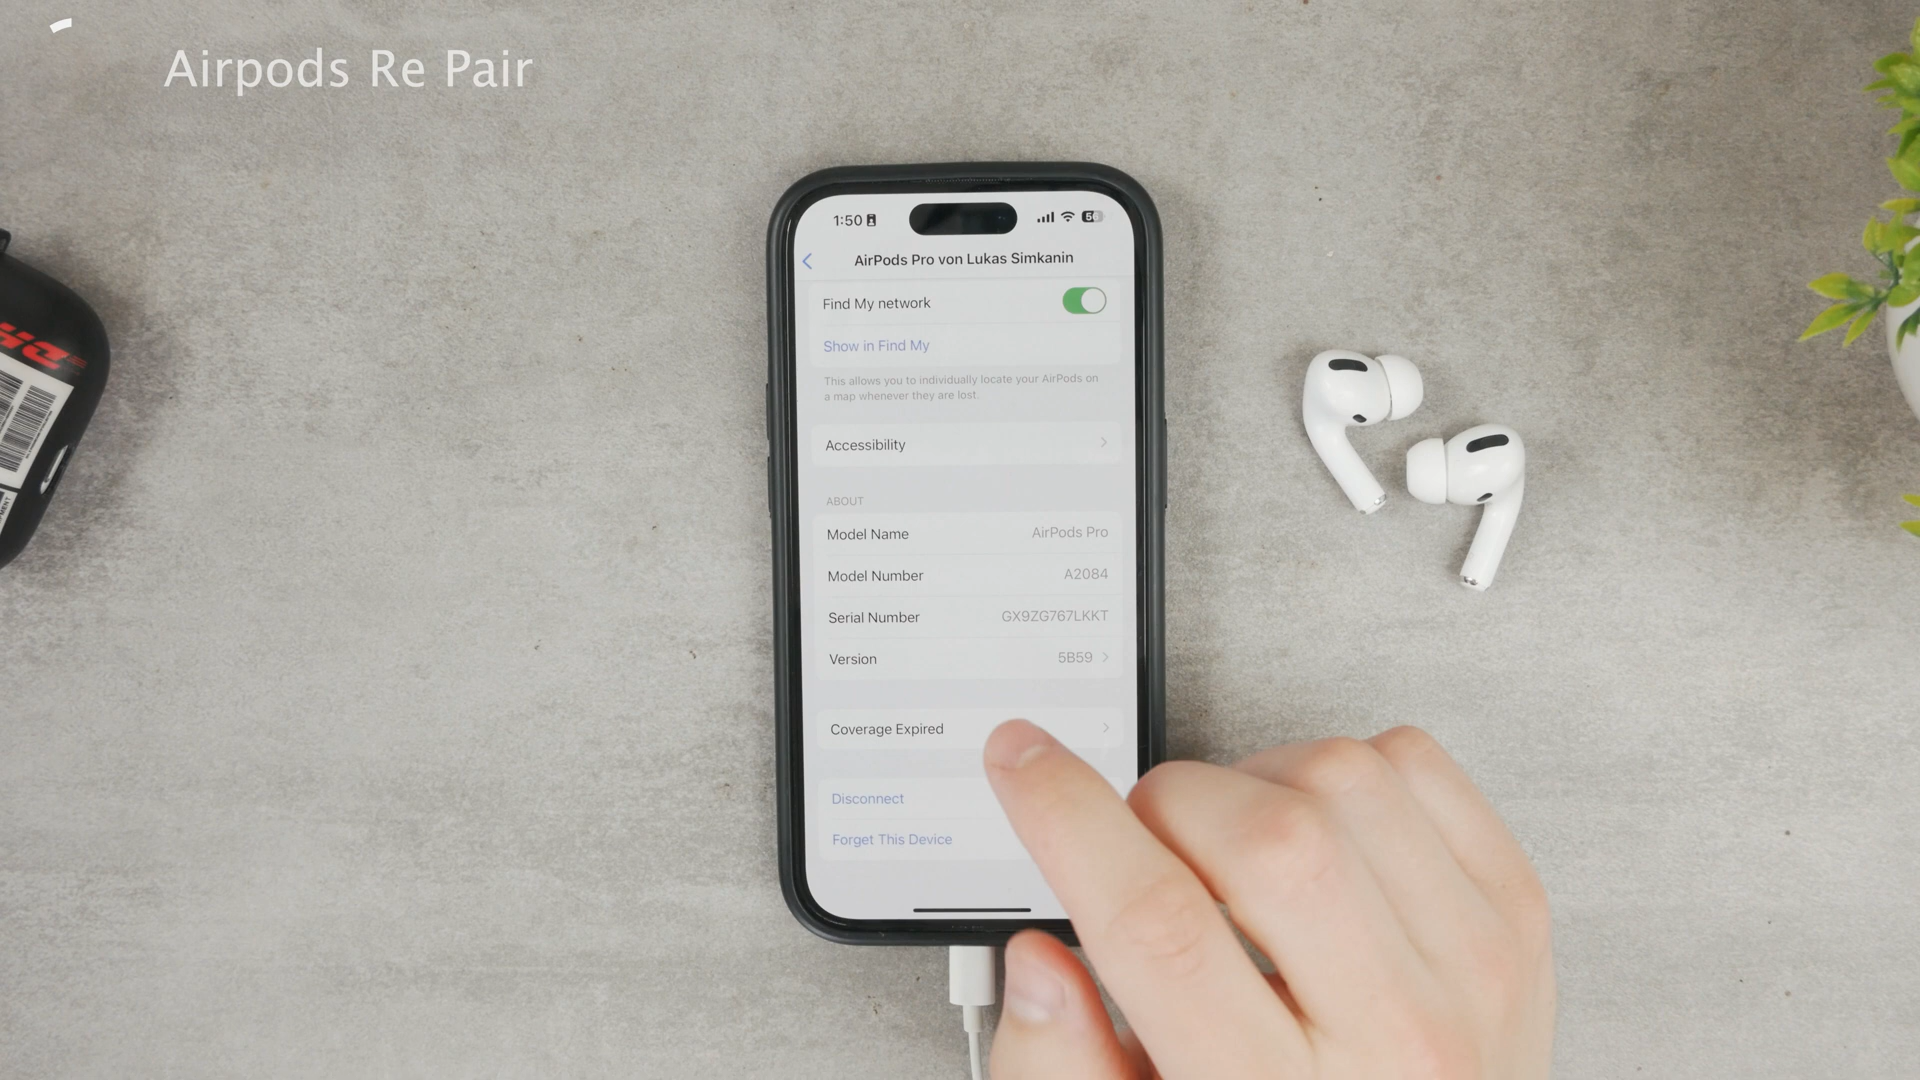 Airpods Re Pair
1:50
AirPods Pro von Lukas Simkanin
Find My network
Show in Find My
This allows you to individually locate your AirPods on
a map whenever they are lost.
Accessibility
ABOUT
Model Name AirPods Pro
Model Number A2084
Serial Number GX9ZG767LKKT
Version 5B59
Coverage Expired
Disconnect
Forget This Device